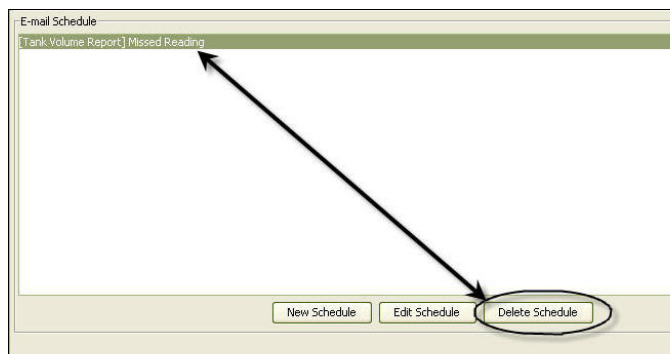 E-mail Schedule
[Tank Volume Report] Missed Reading
New Schedule Edit Schedule Delete Schedule